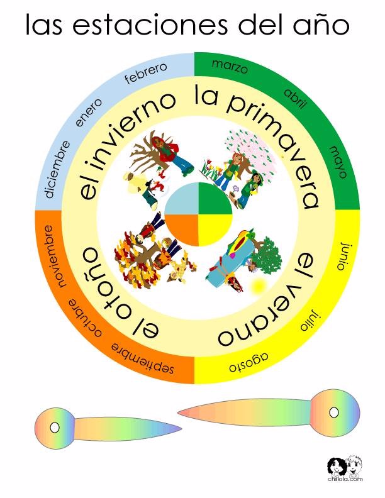 las estaciones del año
enero
febrero
marzo
abril
mayo
junio
julio
agosto
septiembre
octubre
noviembre
diciembre
el invierno
la primavera
el verano
el otoño
chillola.com